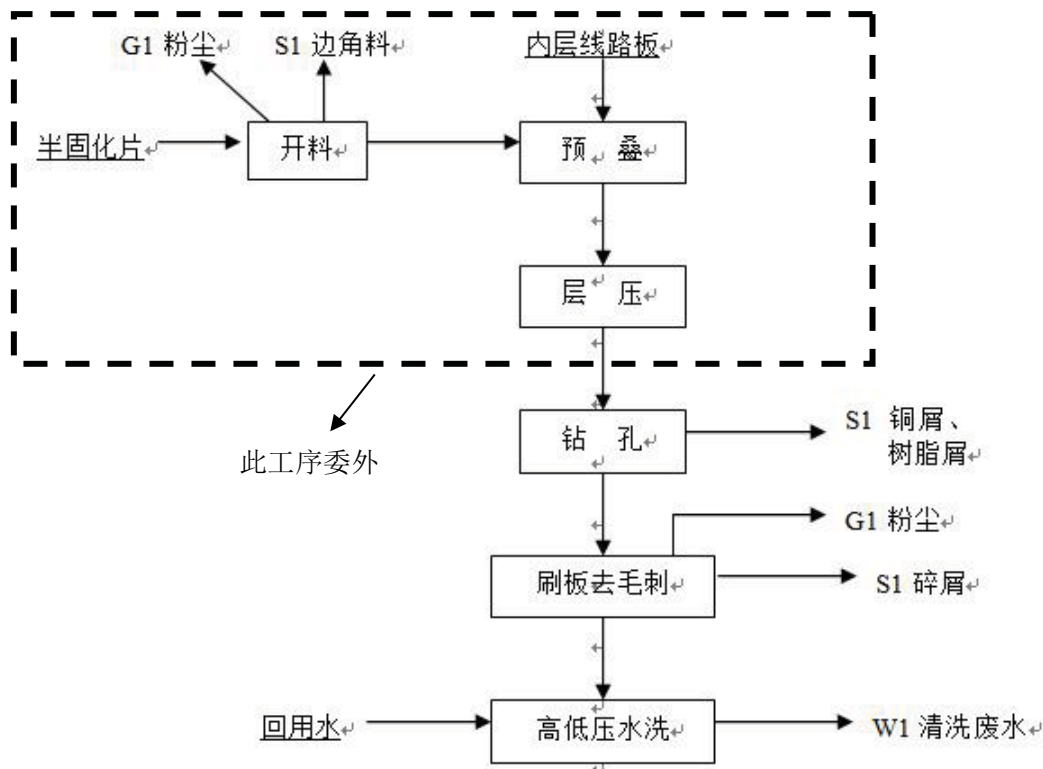 G1 粉尘
S1 边角料
内层线路板
半固化片
开料
预 叠
层 压
此工序委外
钻 孔
S1 铜屑、
树脂屑
G1 粉尘
刷板去毛刺
S1 碎屑
回用水
高低压水洗
W1 清洗废水